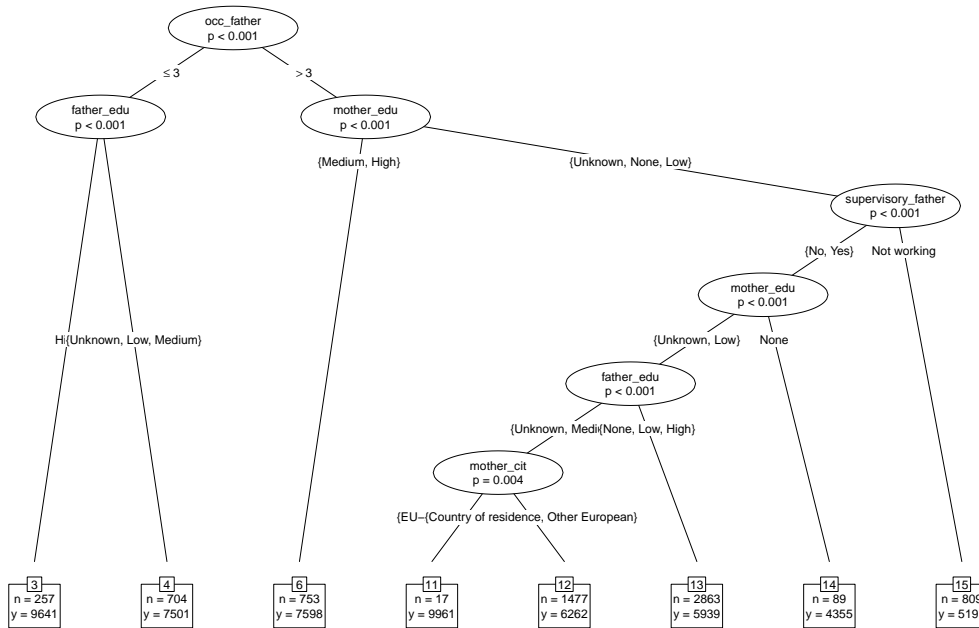 occ_father
p < 0.001
≤ 3
> 3
father_edu
p < 0.001
mother_edu
p < 0.001
{Medium, High}
{Unknown, None, Low}
supervisory_father
p < 0.001
{No, Yes}
Not working
mother_edu
p < 0.001
{Unknown, Low, Medium}
{Unknown, Low}
None
father_edu
p < 0.001
{Unknown,
{None, Low, High}
mother_cit
p = 0.004
{Country of residence, Other European}
3
n = 257
y = 9641
4
n = 704
y = 7501
6
n = 753
y = 7598
11
n = 17
y = 9961
12
n = 1477
y = 6262
13
n = 2863
y = 5939
14
n = 89
y = 4355
15
n = 809
y = 519